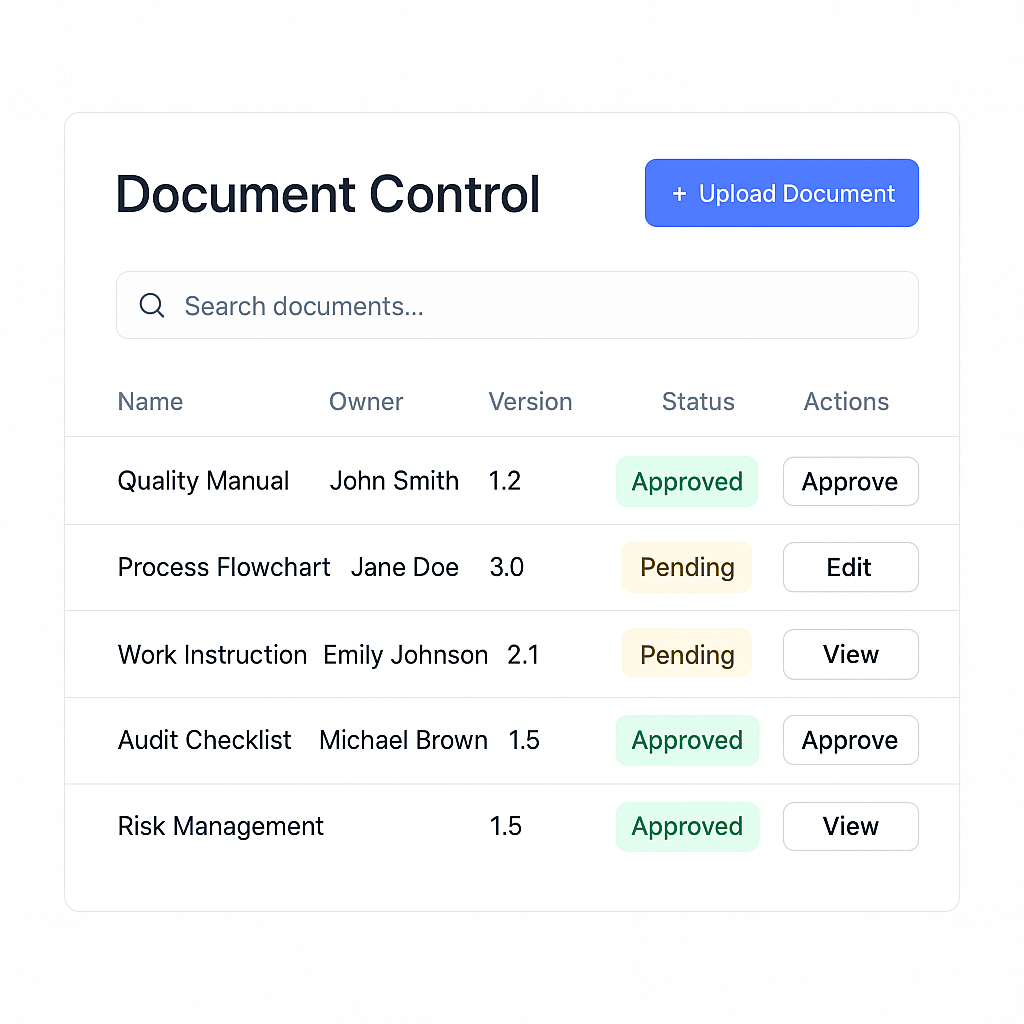 Document Control
+ Upload Document
Search documents...
Name Owner Version Status Actions
Quality Manual John Smith 1.2 Approved Approve
Process Flowchart Jane Doe 3.0 Pending Edit
Work Instruction Emily Johnson 2.1 Pending View
Audit Checklist Michael Brown 1.5 Approved Approve
Risk Management 1.5 Approved View